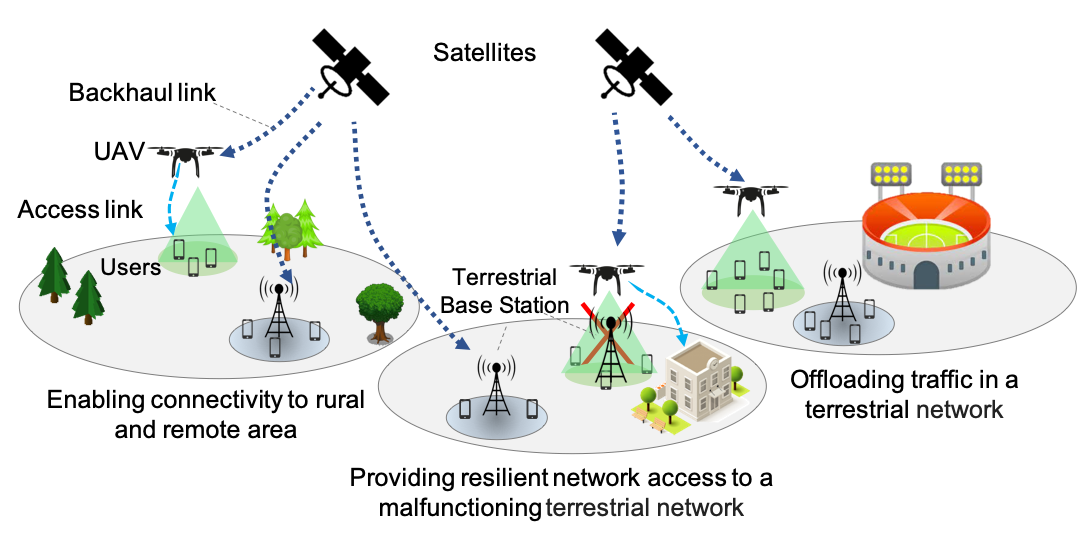 Satellites
Backhaul link
UAV
Access link
Users
Terrestrial
Base Station
Enabling connectivity to rural
and remote area
Providing resilient network access to a
malfunctioning terrestrial network
Offloading traffic in a
terrestrial network